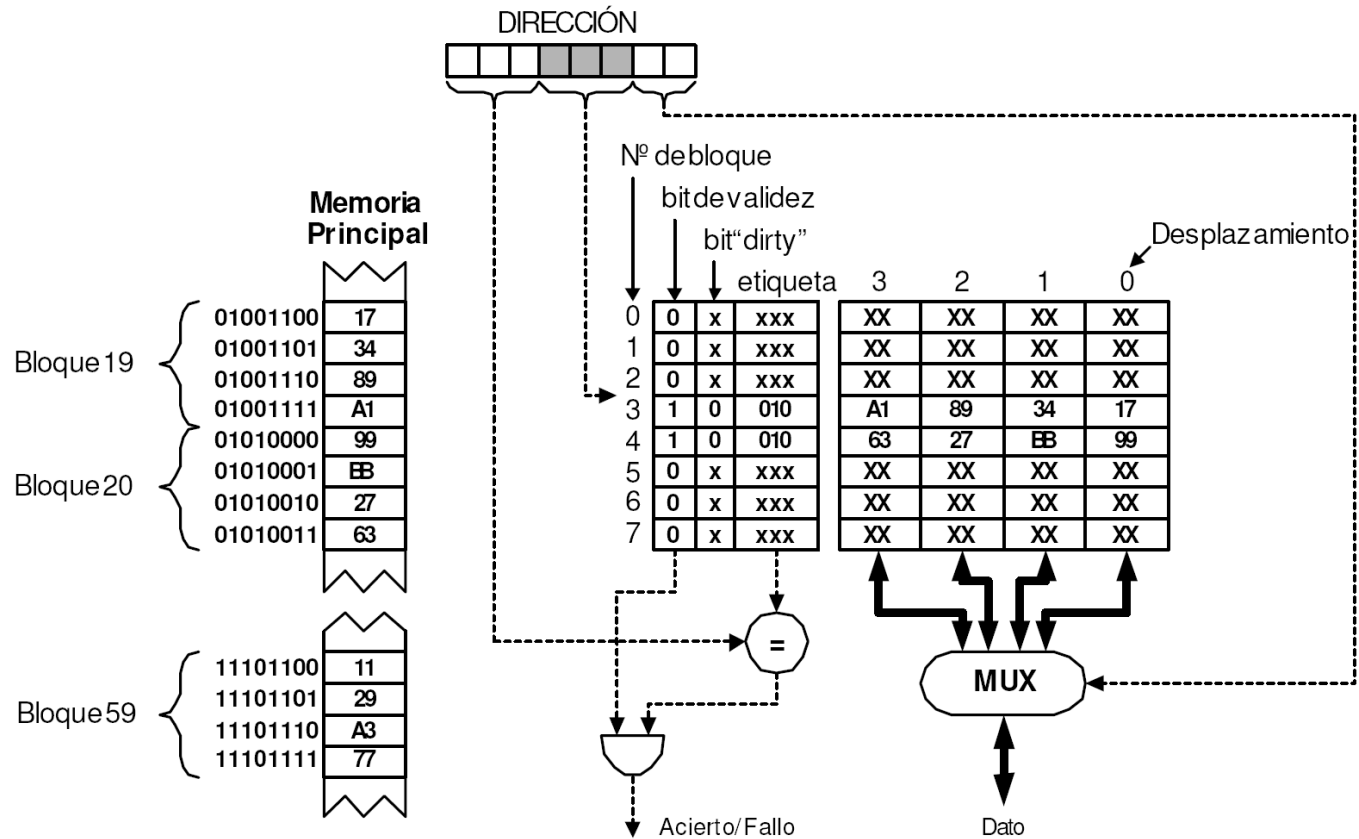 DIRECCIÓN
Nº de bloque
bit de validez
bit “dirty”
etiqueta
Desplazamiento
3 2 1 0
Memoria
Principal
Bloque 19
01001100 17
01001101 34
01001110 89
01001111 A1
Bloque 20
01010000 99
01010001 BB
01010010 27
01010011 63
Bloque 59
11101100 11
11101101 29
11101110 A3
11101111 77
0 0 x xxx XX XX XX XX
1 0 x xxx XX XX XX XX
2 0 x xxx XX XX XX XX
3 1 0 010 A1 89 34 17
4 1 0 010 63 27 BB 99
5 0 x xxx XX XX XX XX
6 0 x xxx XX XX XX XX
7 0 x xxx XX XX XX XX
=
MUX
Acierto/Fallo
Dato